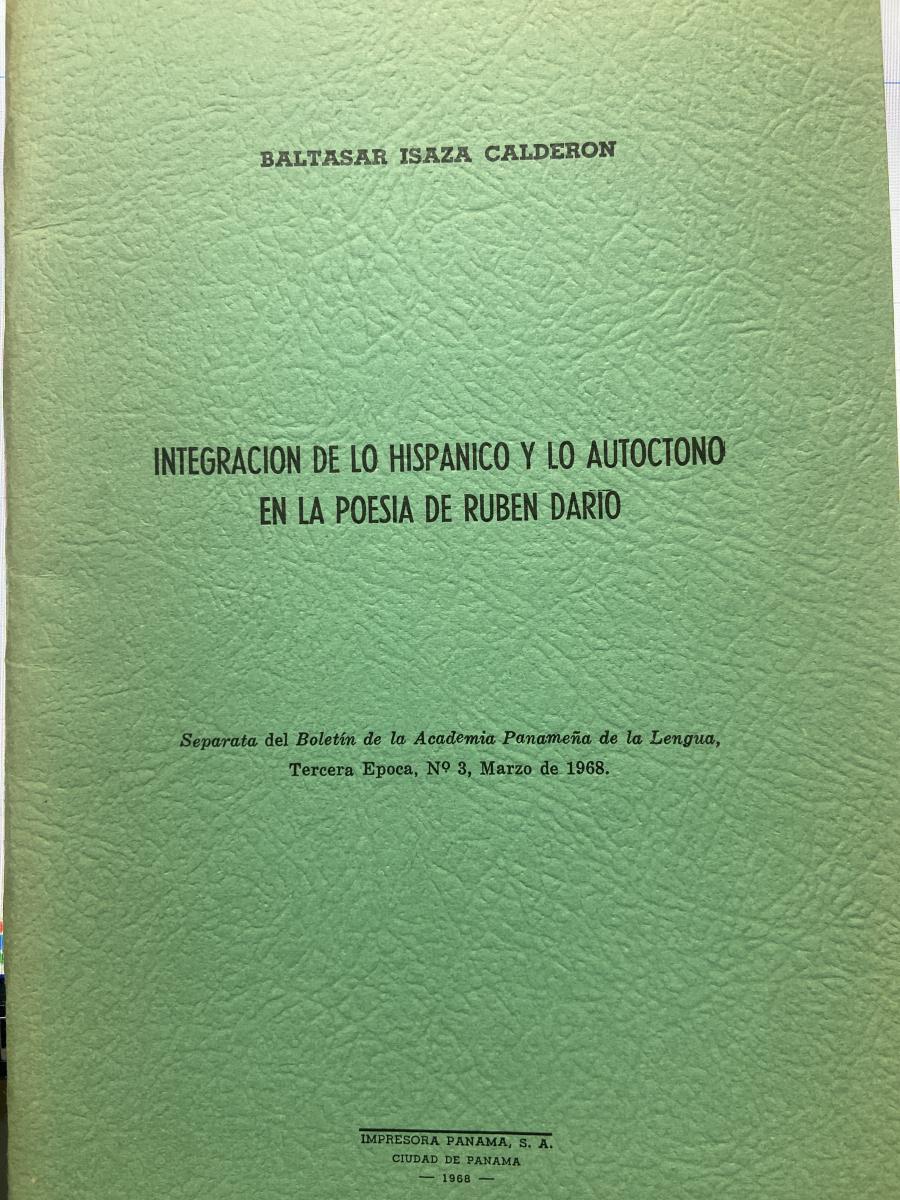 BALTASAR ISAZA CALDERON
INTEGRACION DE LO HISPANICO Y LO AUTOCTONO
EN LA POESIA DE RUBEN DARIO
Separata del Boletín de la Academia Panameña de la Lengua,
Tercera Epoca, Nº 3, Marzo de 1968.
IMPRESORA PANAMA, S. A.
CIUDAD DE PANAMA
— 1968 —